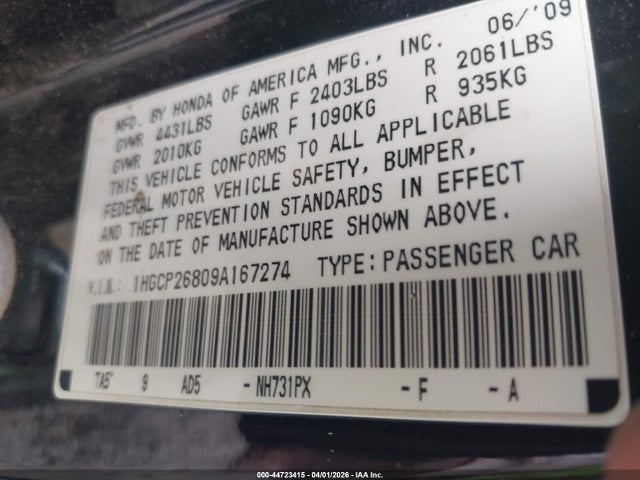 06/'09
MFD. BY HONDA OF AMERICA MFG., INC.
GVWR 4431LBS GAWR F 2403LBS R 2061LBS
GVWR 2010KG GAWR F 1090KG R 935KG
THIS VEHICLE CONFORMS TO ALL APPLICABLE
FEDERAL MOTOR VEHICLE SAFETY, BUMPER,
AND THEFT PREVENTION STANDARDS IN EFFECT
ON THE DATE OF MANUFACTURE SHOWN ABOVE.
V.I.N.: 1HGCP26809A167274 TYPE: PASSENGER CAR
TA5* 9 AD5 - NH731PX - F - A
000-44723415 04/01/2026 IAA Inc.